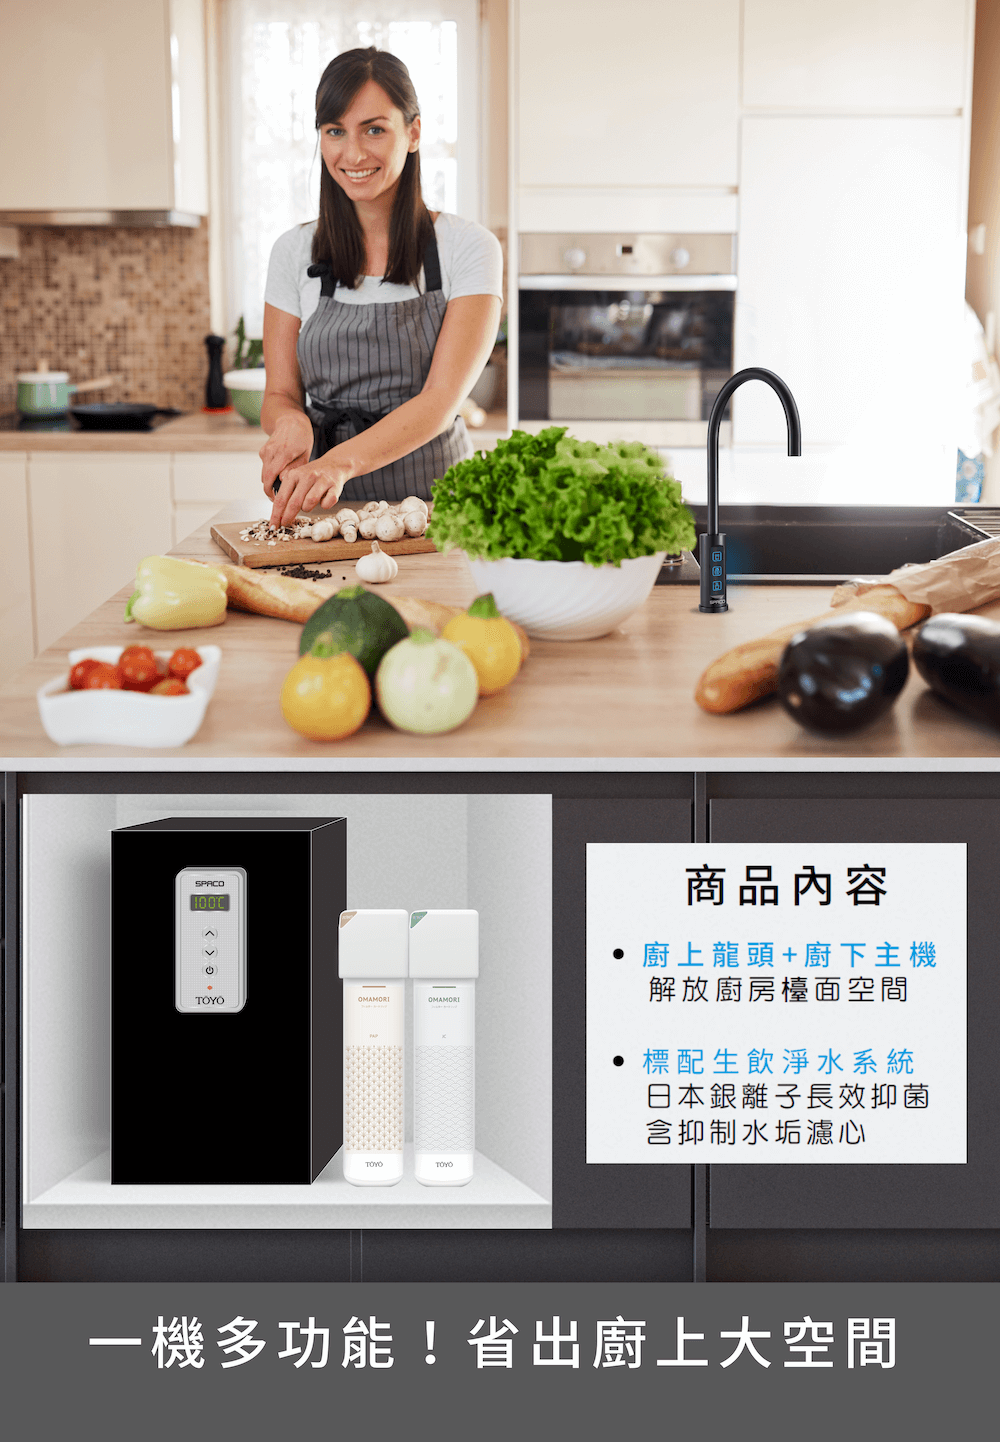 SPACO
SPACO
100℃
TOYO
OMAMORI
PAP
TOYO
OMAMORI
X
TOYO
商品內容
• 廚上龍頭+廚下主機
解放廚房檯面空間
• 標配生飲淨水系統
日本銀離子長效抑菌
含抑制水垢濾心
一機多功能！省出廚上大空間